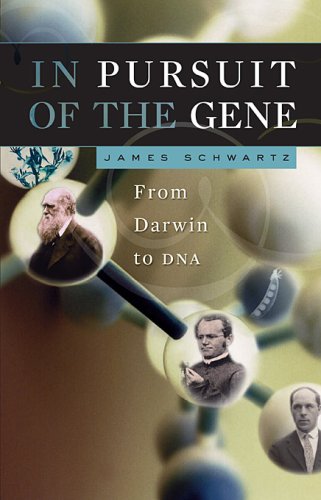 IN PURSUIT
OF THE GENE
JAMES SCHWARTZ
From
Darwin
to DNA